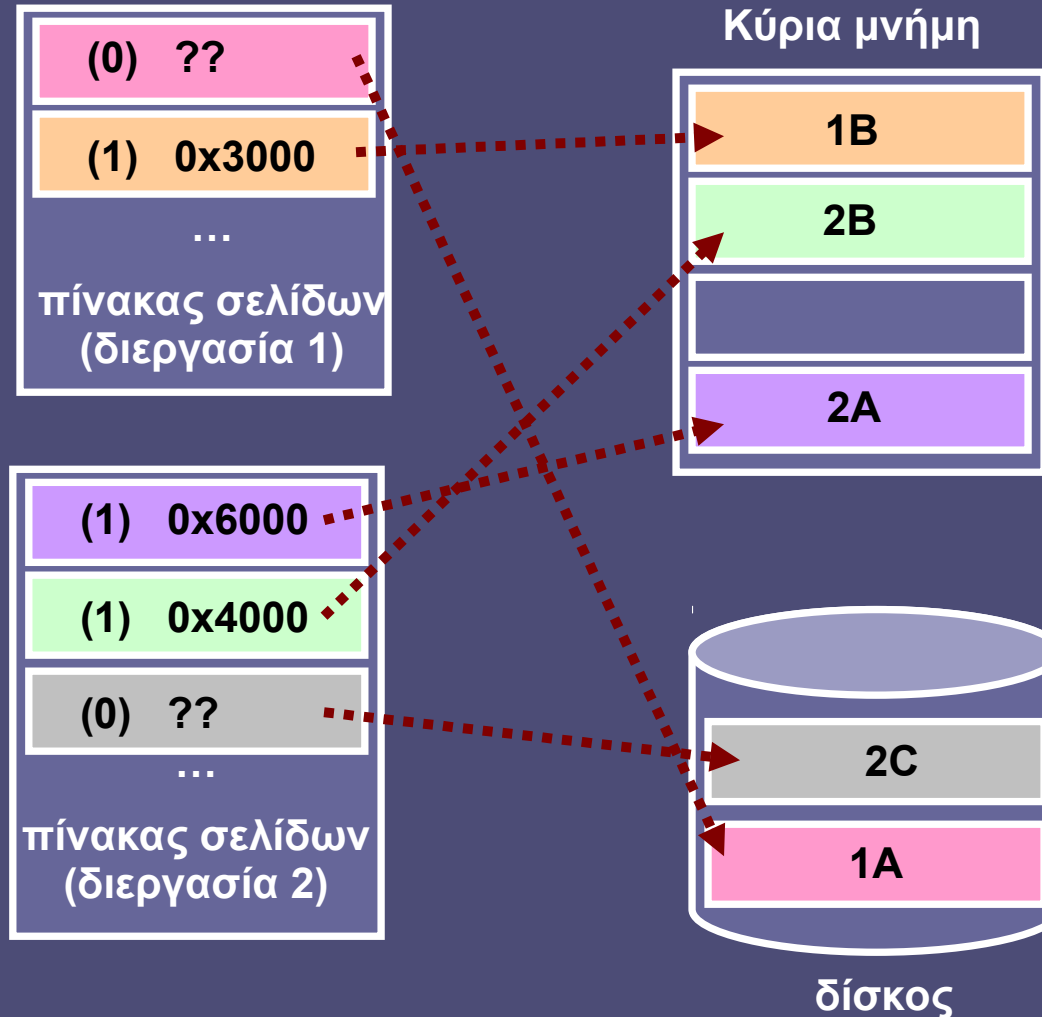 (0) ??
(1) 0x3000
...
πίνακας σελίδων
(διεργασία 1)
(1) 0x6000
(1) 0x4000
(0) ??
...
πίνακας σελίδων
(διεργασία 2)
Κύρια μνήμη
1B
2B
2A
2C
1A
δίσκος